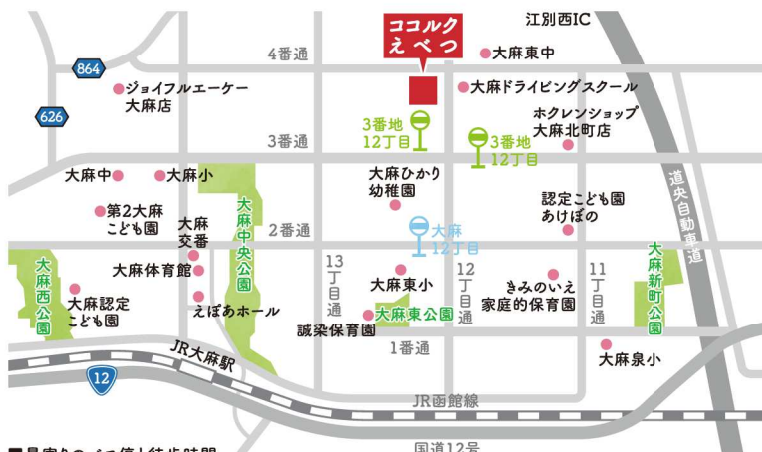 江別西IC
ココルク
えべつ
4番通
大麻東中
864
ジョイフルエーケー
大麻店
大麻ドライビングスクール
626
ホクレンショップ
大麻北町店
3番地
12丁目
3番地
12丁目
3番通
大麻中
大麻小
大麻ひかり
幼稚園
道央自動車道
第2大麻
こども園
大麻中央公園
認定こども園
あけぼの
大麻
交番
2番通
大麻
12丁目
大麻西公園
大麻体育館
13丁目通
大麻東小
12丁目通
きみのいえ
家庭的保育園
11丁目通
大麻新町公園
大麻認定
こども園
えぽあホール
誠染保育園
大麻東公園
1番通
JR大麻駅
大麻泉小
12
JR函館線
国道12号